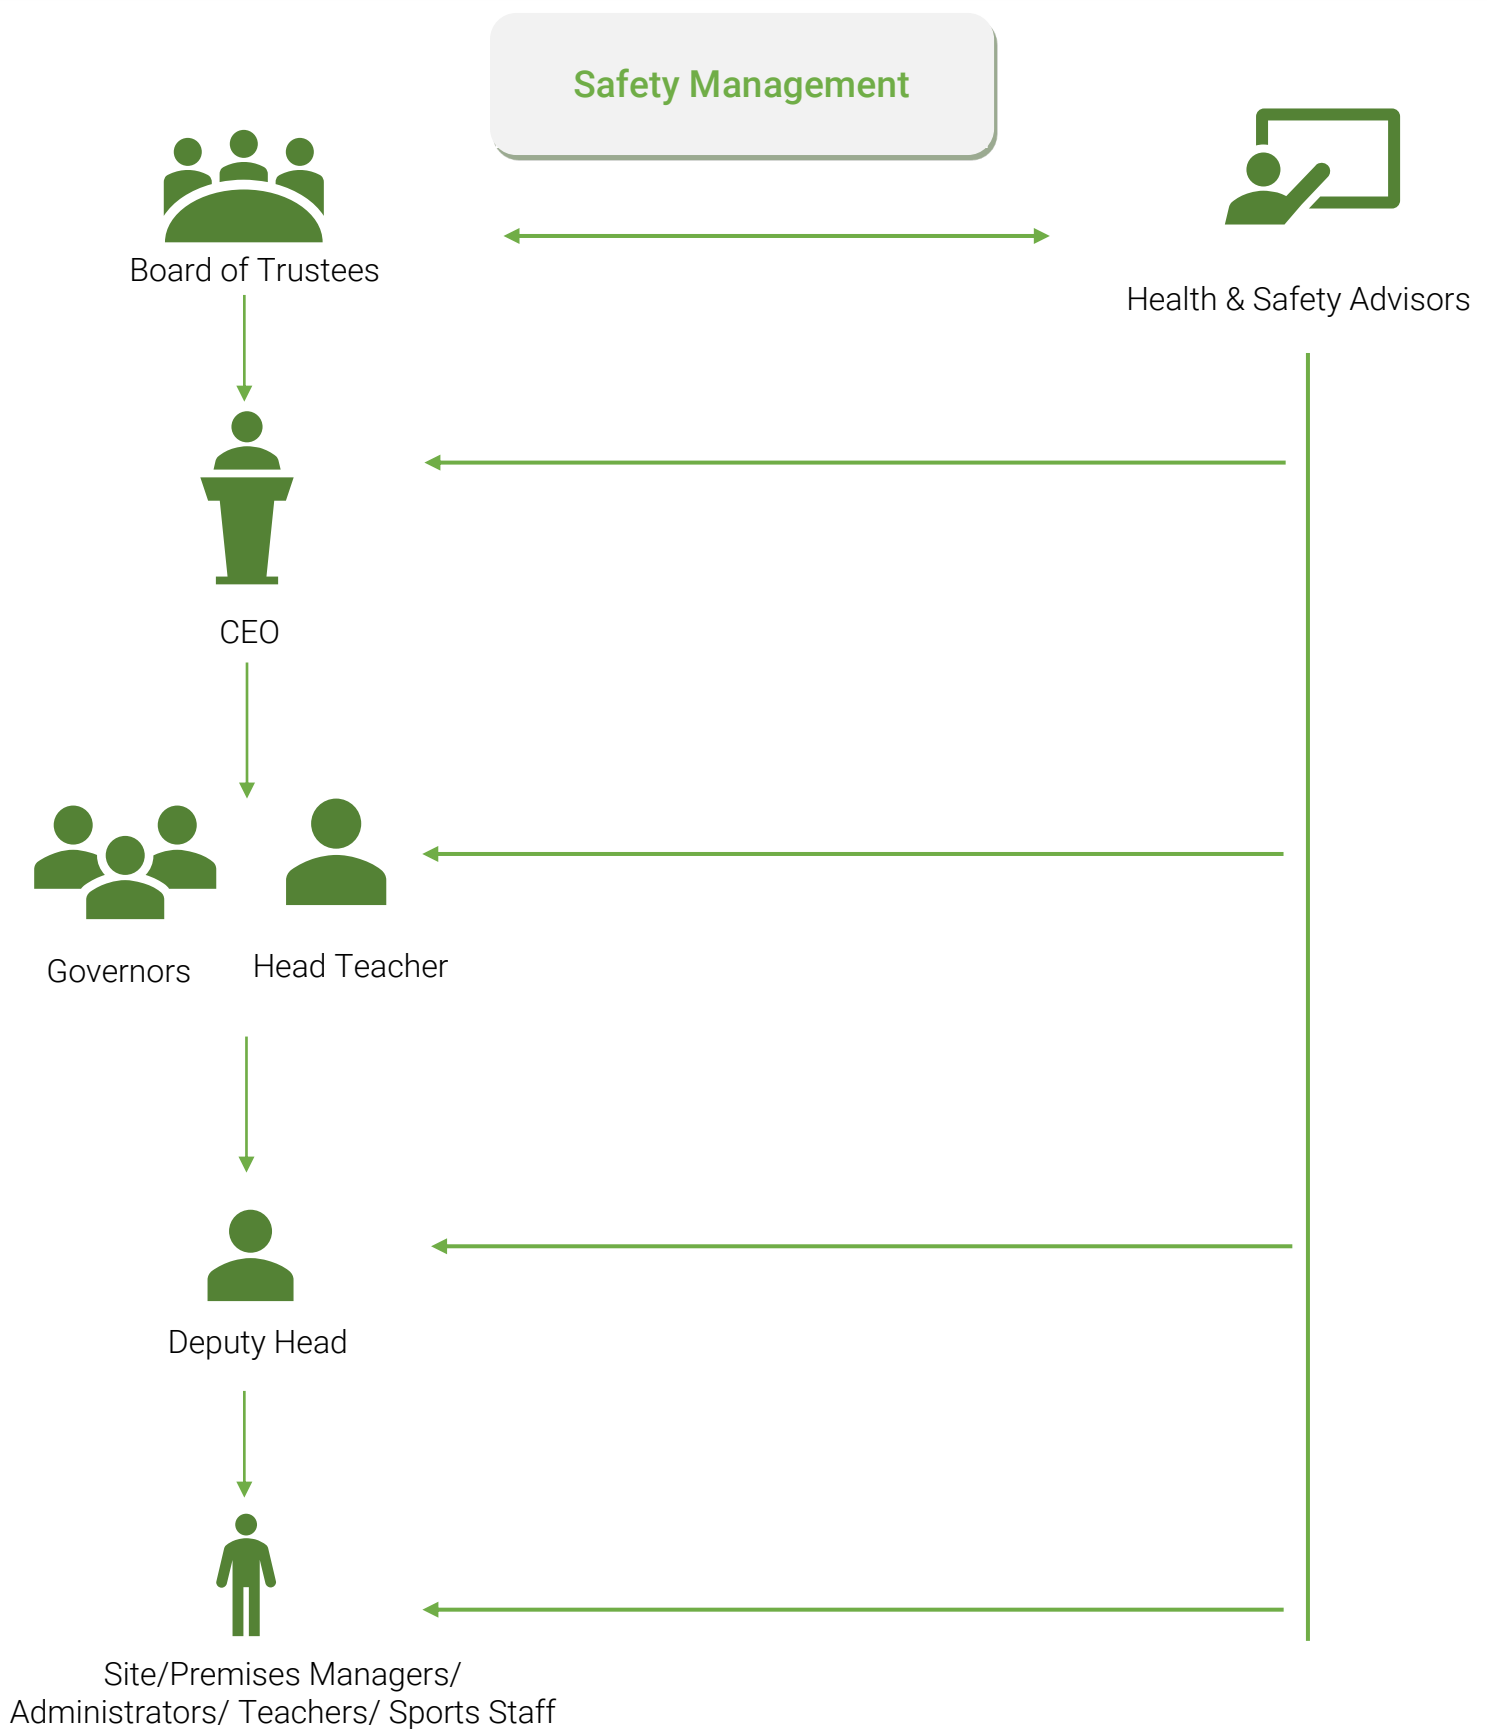 Safety Management
Board of Trustees
Health & Safety Advisors
CEO
Governors
Head Teacher
Deputy Head
Site/Premises Managers/
Administrators/ Teachers/ Sports Staff